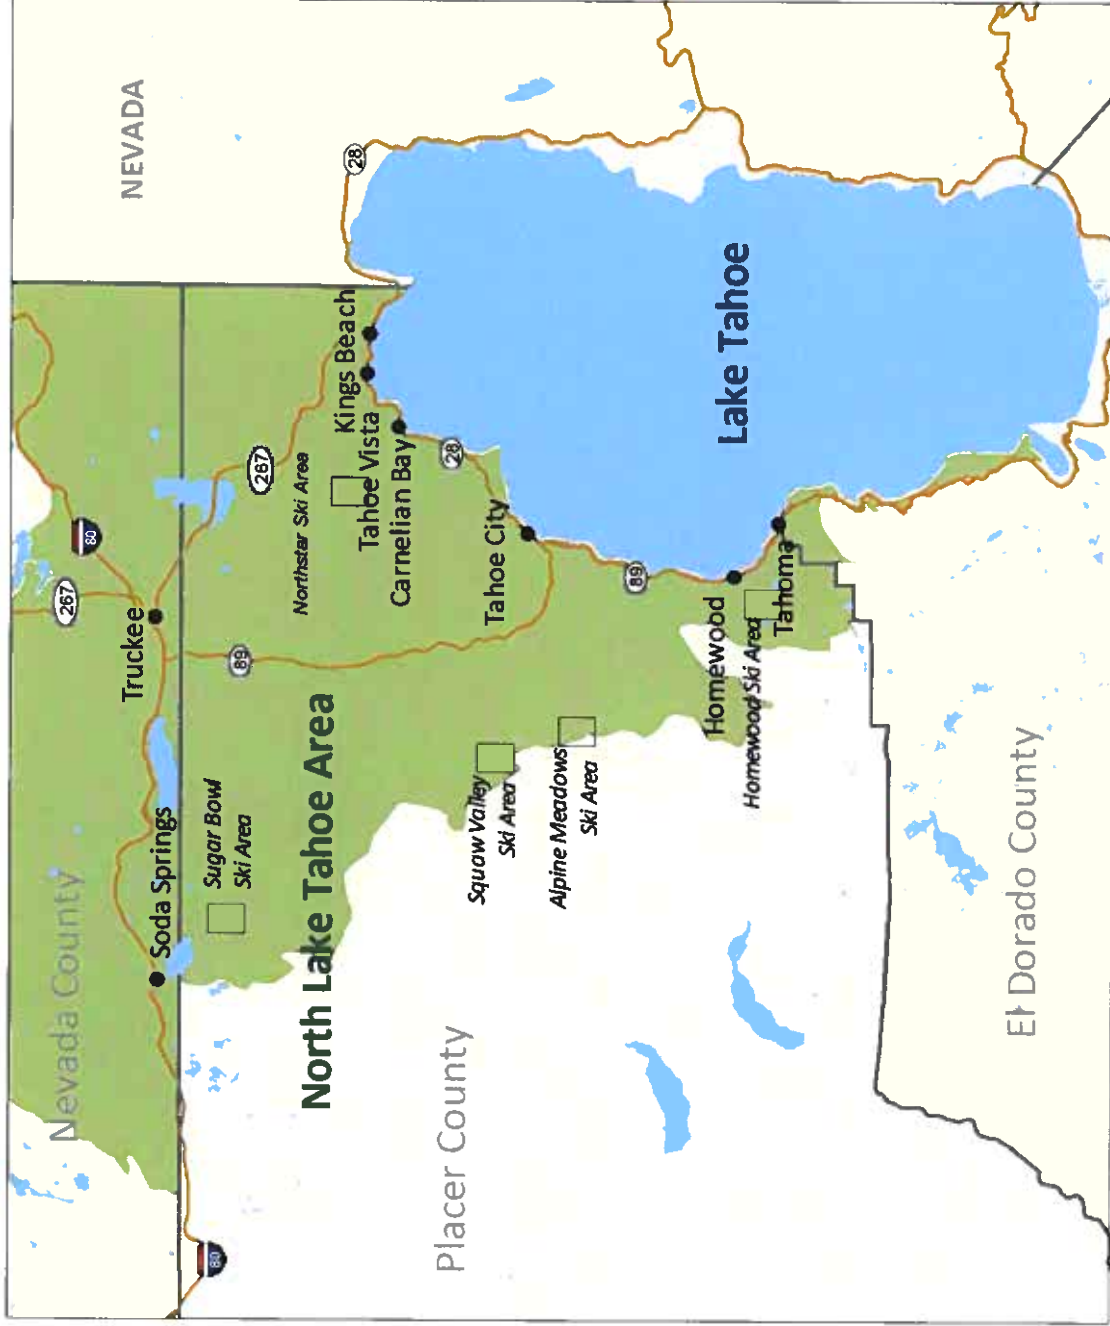 Nevada County
NEVADA
267
80
Truckee
Soda Springs
80
Sugar Bowl
Ski Area
89
267
28
Northstar Ski Area
North Lake Tahoe Area
Kings Beach
Tahoe Vista
Carnelian Bay
28
Placer County
Squaw Valley
Ski Area
Tahoe City
Alpine Meadows
Ski Area
89
Homewood
Lake Tahoe
Homewood Ski Area
Tahoma
El Dorado County